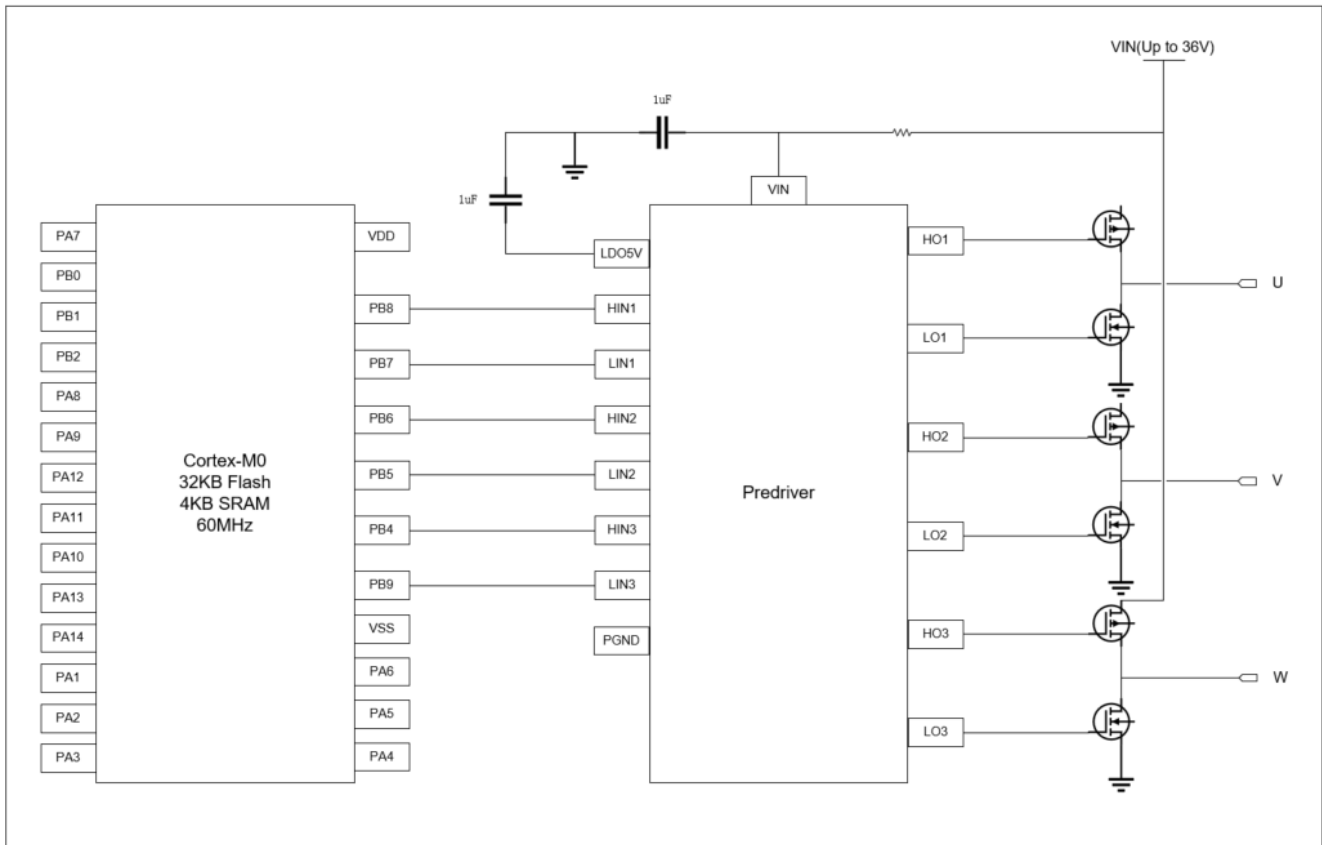 VIN(Up to 36V)
1uF
1uF
VIN
PA7
PB0
PB1
PB2
PA8
PA9
PA12
PA11
PA10
PA13
PA14
PA1
PA2
PA3
Cortex-M0
32KB Flash
4KB SRAM
60MHz
VDD
PB8
PB7
PB6
PB5
PB4
PB9
VSS
PA6
PA5
PA4
LDO5V
HIN1
LIN1
HIN2
LIN2
HIN3
LIN3
PGND
Predriver
HO1
LO1
HO2
LO2
HO3
LO3
U
V
W